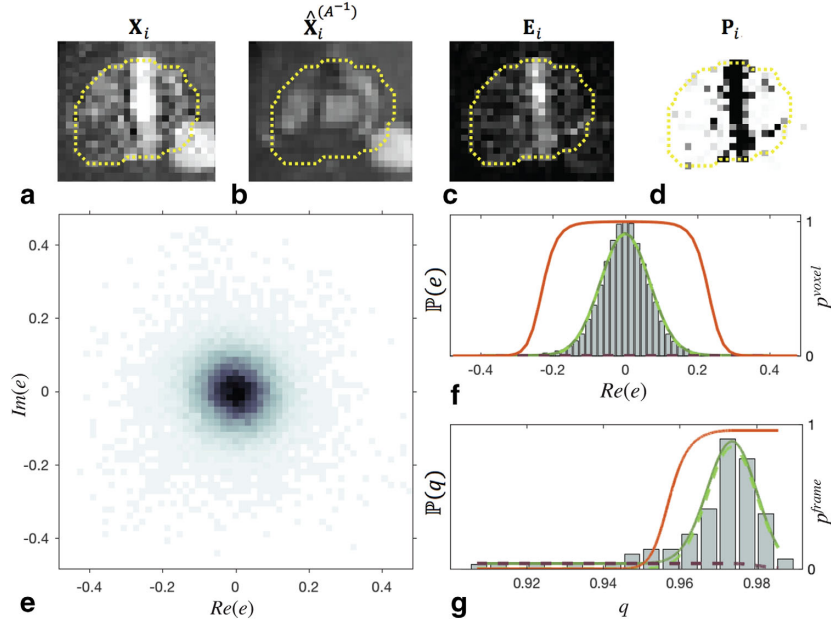 X_i X̂_i^(A^-1) E_i P_i
a b c d
0.4
0.2
0
-0.2
-0.4
Im(e)
-0.4 -0.2 0 0.2 0.4
Re(e)
e
ℙ(e)
1
0
p^voxel
-0.4 -0.2 0 0.2 0.4
Re(e)
f
ℙ(q)
1
0
p^frame
0.92 0.94 0.96 0.98
q
g